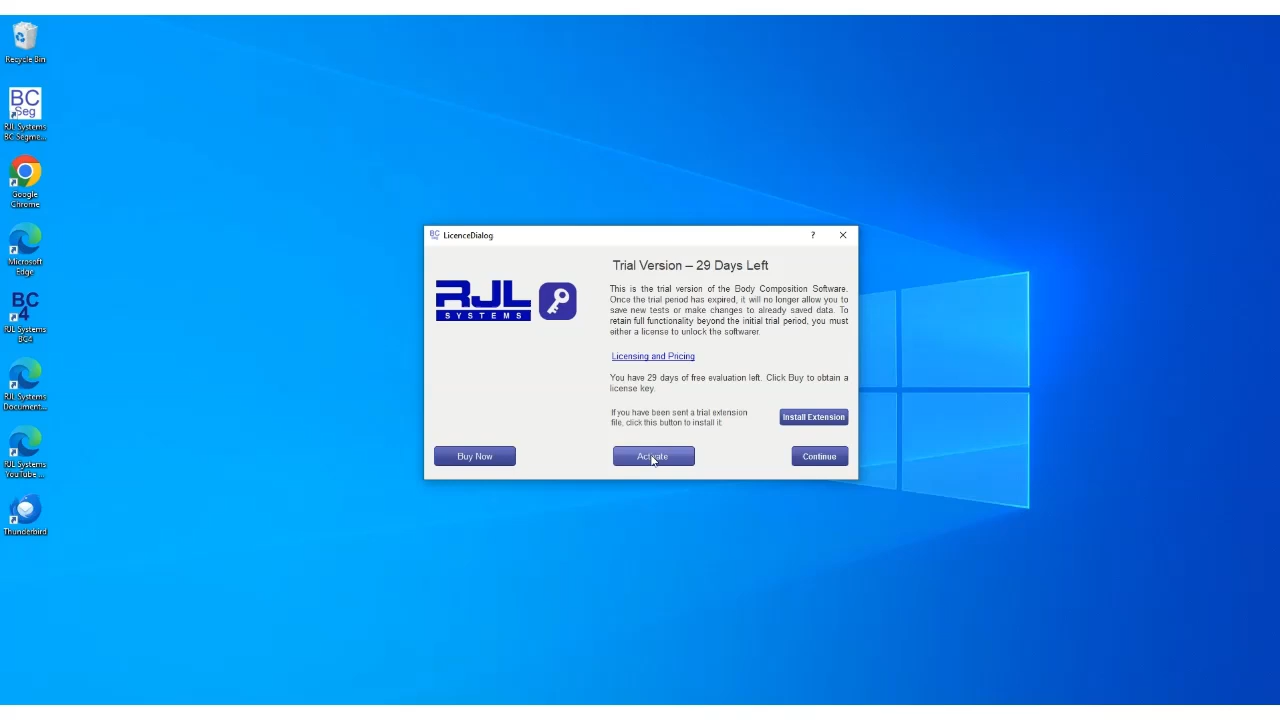 Recycle Bin
BC
Seg
RJL Systems
BC Segme...
Google
Chrome
Microsoft
Edge
BC
4
RJL Systems
BC4
RJL Systems
Document...
RJL Systems
YouTube ...
Thunderbird
BC
LicenceDialog
?
RJL
SYSTEMS
Trial Version – 29 Days Left
This is the trial version of the Body Composition Software.
Once the trial period has expired, it will no longer allow you to
save new tests or make changes to already saved data. To
retain full functionality beyond the initial trial period, you must
either a license to unlock the softwarer.
Licensing and Pricing
You have 29 days of free evaluation left. Click Buy to obtain a
license key.
If you have been sent a trial extension
file, click this button to install it:
Install Extension
Buy Now
Activate
Continue